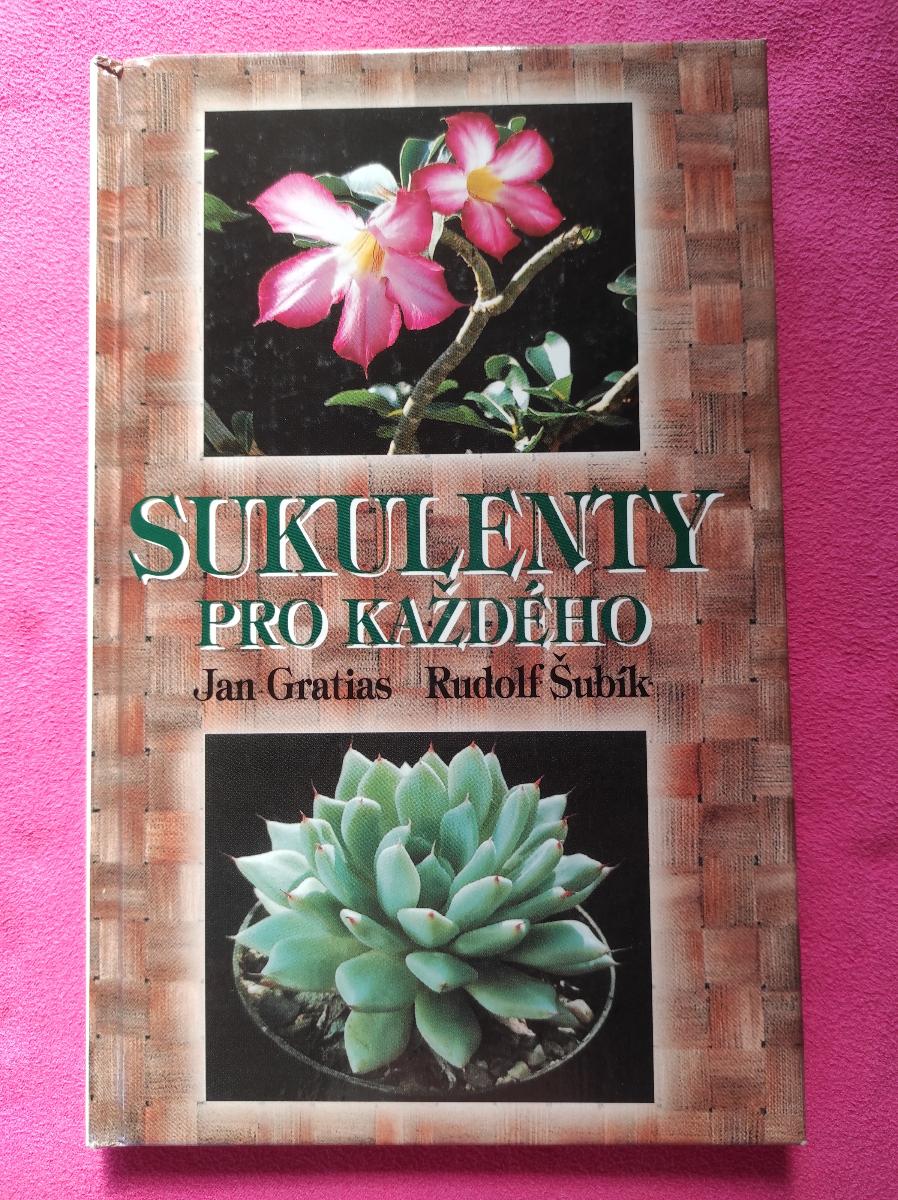 SUKULENTY
PRO KAŽDÉHO
Jan Gratias Rudolf Šubík